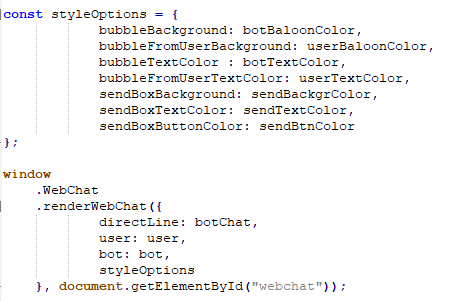 const styleOptions = {
bubbleBackground: botBaloonColor,
bubbleFromUserBackground: userBaloonColor,
bubbleTextColor : botTextColor,
bubbleFromUserTextColor: userTextColor,
sendBoxBackground: sendBackgrColor,
sendBoxTextColor: sendTextColor,
sendBoxButtonColor: sendBtnColor
};
window
.WebChat
.renderWebChat({
directLine: botChat,
user: user,
bot: bot,
styleOptions
}, document.getElementById("webchat"));